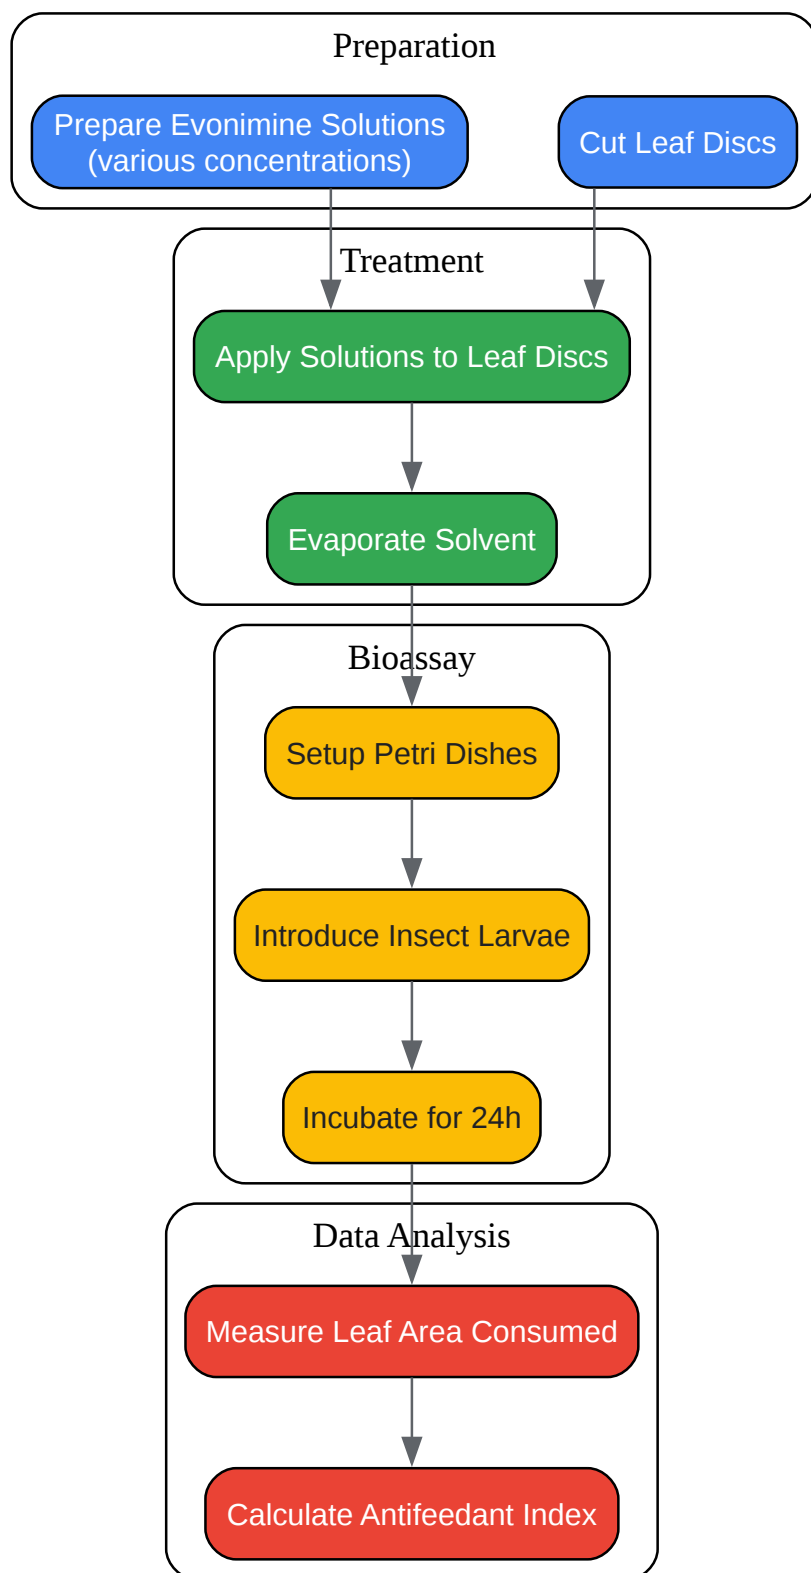 Preparation
Prepare Evonimine Solutions
(various concentrations)
Cut Leaf Discs
Treatment
Apply Solutions to Leaf Discs
Evaporate Solvent
Bioassay
Setup Petri Dishes
Introduce Insect Larvae
Incubate for 24h
Data Analysis
Measure Leaf Area Consumed
Calculate Antifeedant Index